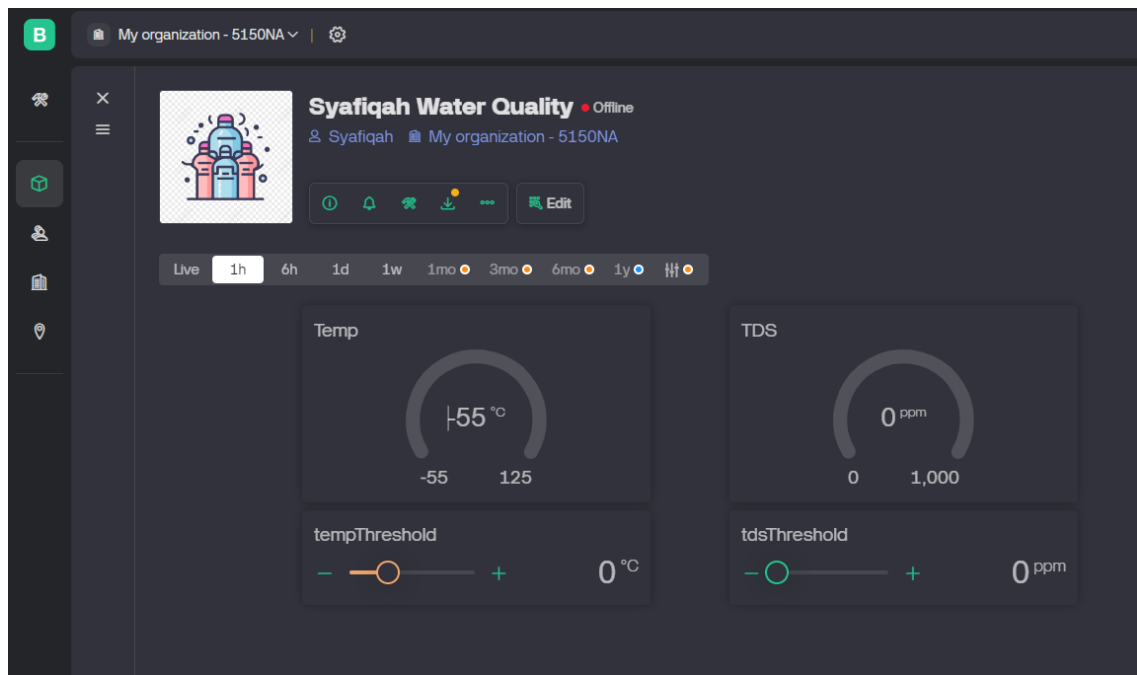 B
My organization - 5150NA
Syafiqah Water Quality Offline
Syafiqah My organization - 5150NA
Edit
Live 1h 6h 1d 1w 1mo 3mo 6mo 1y
Temp
-55 °C
-55 125
TDS
0 ppm
0 1,000
tempThreshold
− + 0 °C
tdsThreshold
− + 0 ppm